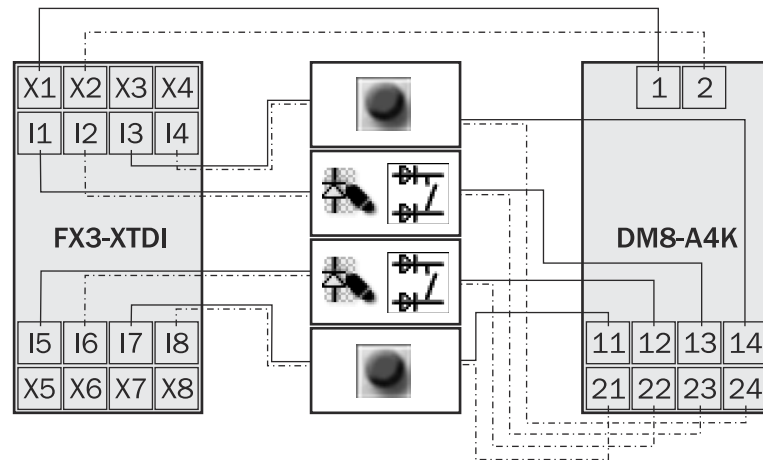 X1 X2 X3 X4
1 2
I1 I2 I3 I4
FX3-XTDI
DM8-A4K
I5 I6 I7 I8
11 12 13 14
X5 X6 X7 X8
21 22 23 24